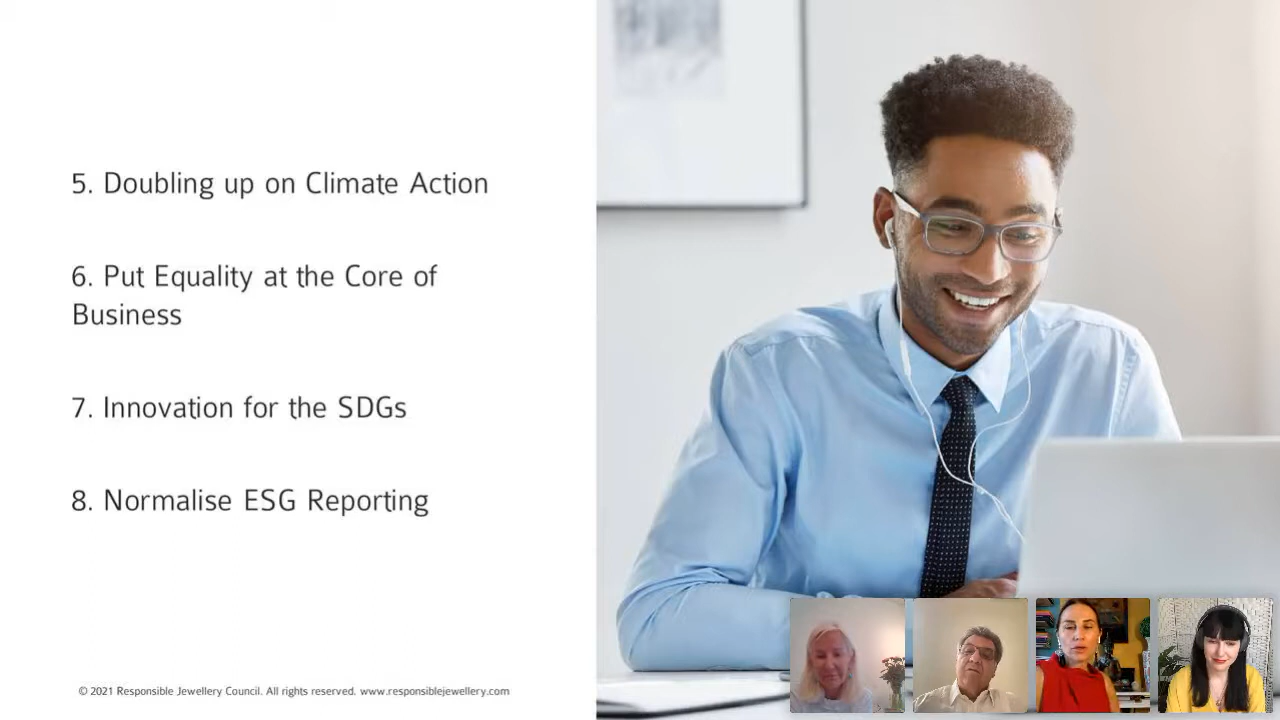 5. Doubling up on Climate Action
6. Put Equality at the Core of
Business
7. Innovation for the SDGs
8. Normalise ESG Reporting
© 2021 Responsible Jewellery Council. All rights reserved. www.responsiblejewellery.com